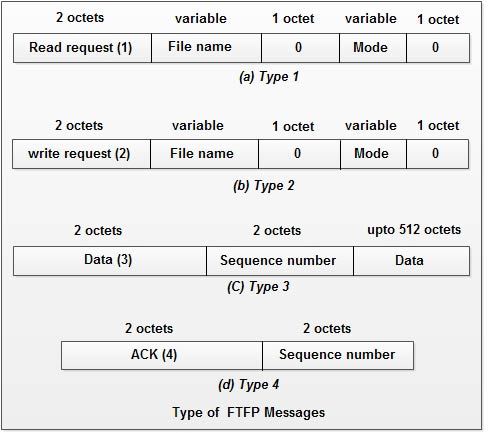 2 octets variable 1 octet variable 1 octet
Read request (1) File name 0 Mode 0
(a) Type 1
2 octets variable 1 octet variable 1 octet
write request (2) File name 0 Mode 0
(b) Type 2
2 octets 2 octets upto 512 octets
Data (3) Sequence number Data
(C) Type 3
2 octets 2 octets
ACK (4) Sequence number
(d) Type 4
Type of FTFP Messages